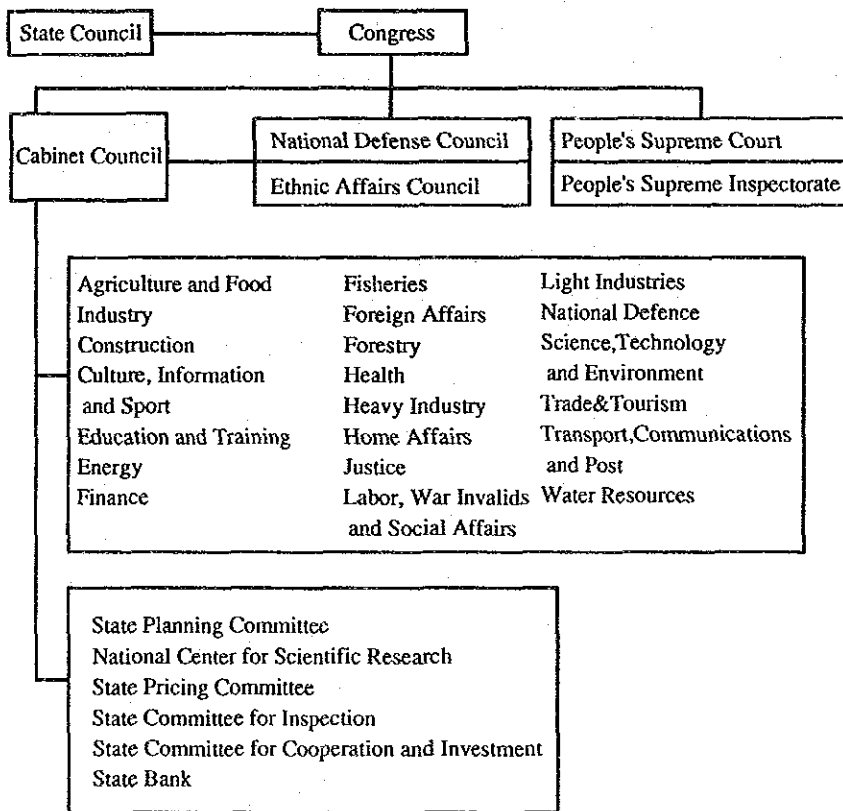 State Council
Congress
Cabinet Council
National Defense Council
Ethnic Affairs Council
People's Supreme Court
People's Supreme Inspectorate
Agriculture and Food
Industry
Construction
Culture, Information
and Sport
Education and Training
Energy
Finance
Fisheries
Foreign Affairs
Forestry
Health
Heavy Industry
Home Affairs
Justice
Labor, War Invalids
and Social Affairs
Light Industries
National Defence
Science,Technology
and Environment
Trade&Tourism
Transport,Communications
and Post
Water Resources
State Planning Committee
National Center for Scientific Research
State Pricing Committee
State Committee for Inspection
State Committee for Cooperation and Investment
State Bank